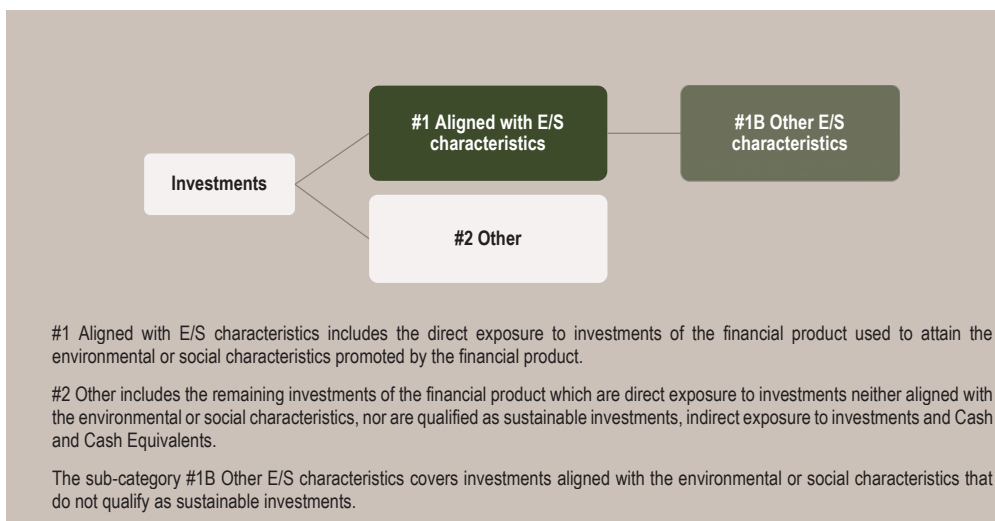 #1 Aligned with E/S
characteristics
#1B Other E/S
characteristics
Investments
#2 Other
#1 Aligned with E/S characteristics includes the direct exposure to investments of the financial product used to attain the
environmental or social characteristics promoted by the financial product.
#2 Other includes the remaining investments of the financial product which are direct exposure to investments neither aligned with
the environmental or social characteristics, nor are qualified as sustainable investments, indirect exposure to investments and Cash
and Cash Equivalents.
The sub-category #1B Other E/S characteristics covers investments aligned with the environmental or social characteristics that
do not qualify as sustainable investments.